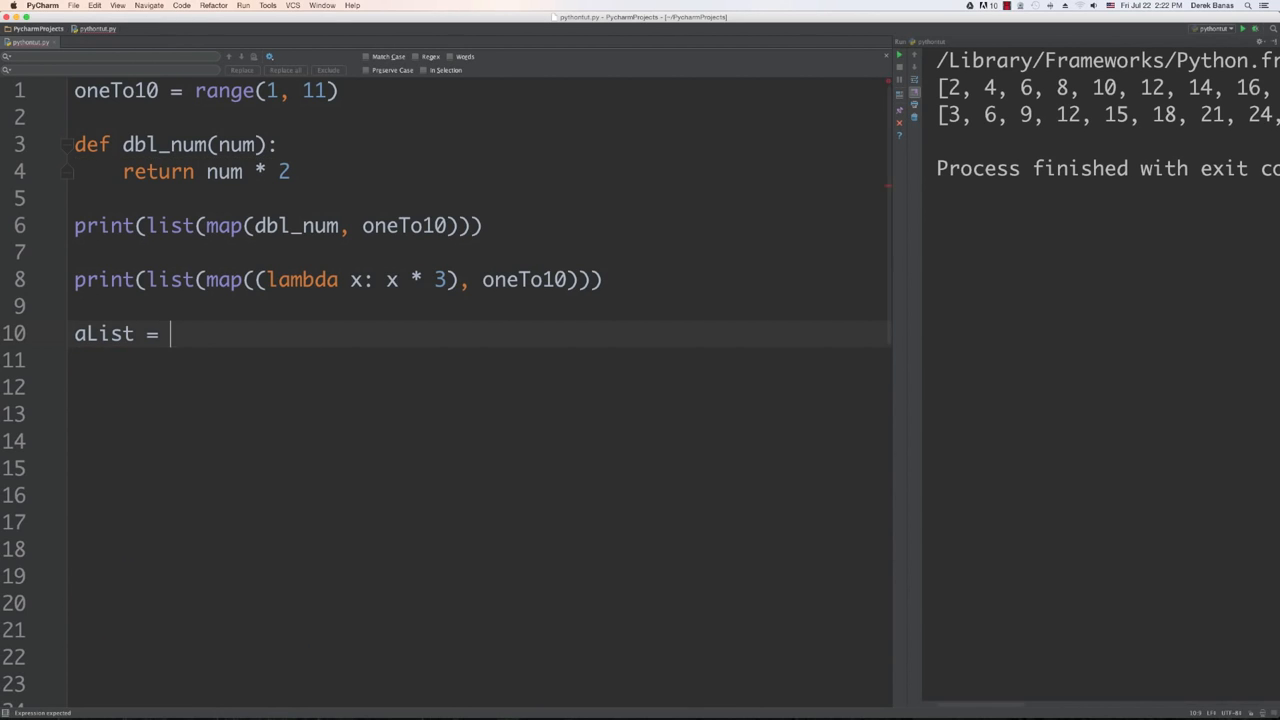 PyCharm File Edit View Navigate Code Refactor Run Tools VCS Window Help 10 Fri Jul 22 2:22 PM Derek Banas
pythontut.py - PycharmProjects - [~/PycharmProjects]
PycharmProjects pythontut.py pythontut
pythontut.py Run pythontut
Match Case Regex Words
Replace Replace all Exclude Preserve Case In Selection
1 oneTo10 = range(1, 11)
2
3 def dbl_num(num):
4 return num * 2
5
6 print(list(map(dbl_num, oneTo10)))
7
8 print(list(map((lambda x: x * 3), oneTo10)))
9
10 aList =
11
12
13
14
15
16
17
18
19
20
21
22
23
/Library/Frameworks/Python.fr
[2, 4, 6, 8, 10, 12, 14, 16,
[3, 6, 9, 12, 15, 18, 21, 24,
Process finished with exit co
Expression expected 10:9 LF÷ UTF-8÷